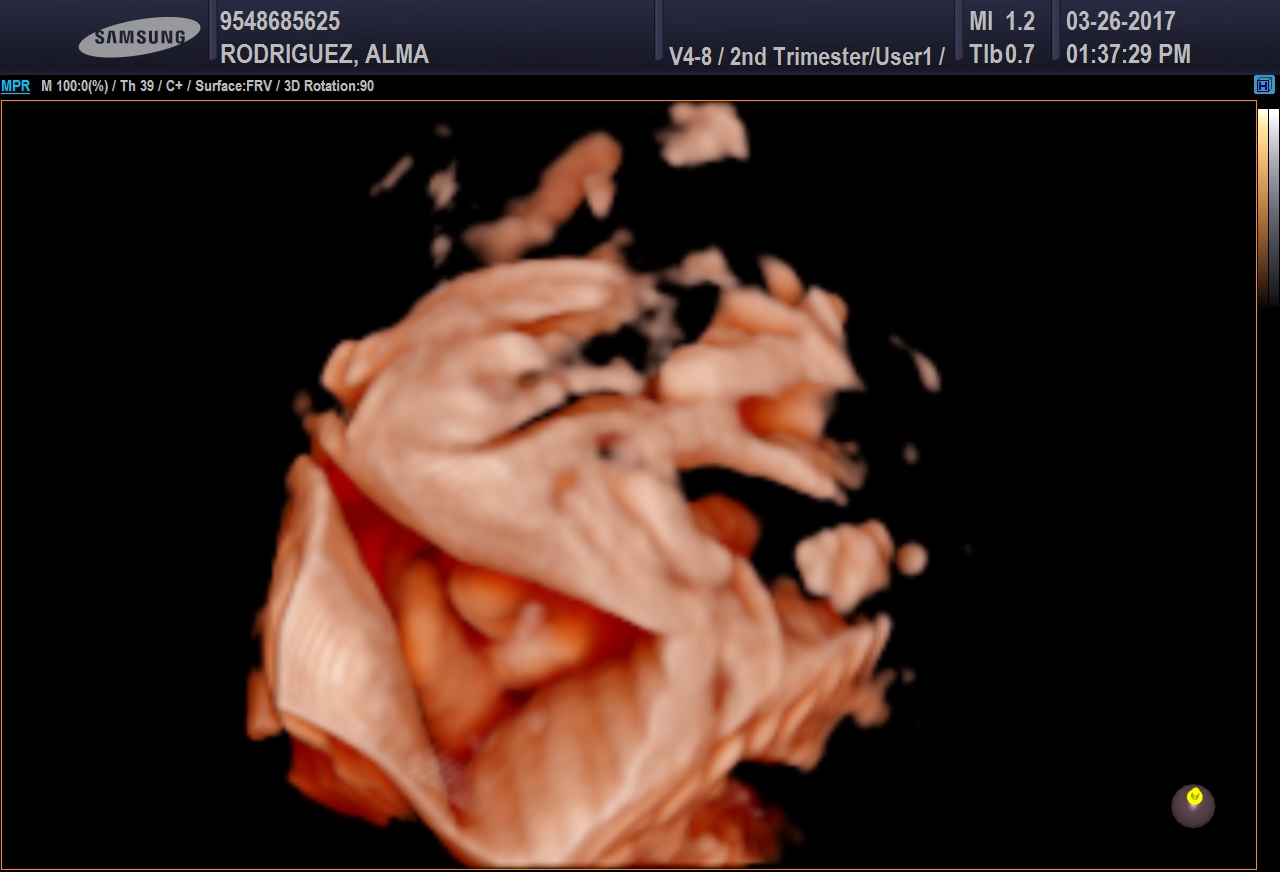 SAMSUNG
9548685625
RODRIGUEZ, ALMA
V4-8 / 2nd Trimester/User1 /
MI 1.2
TIb 0.7
03-26-2017
01:37:29 PM
MPR M 100:0(%) / Th 39 / C+ / Surface:FRV / 3D Rotation:90